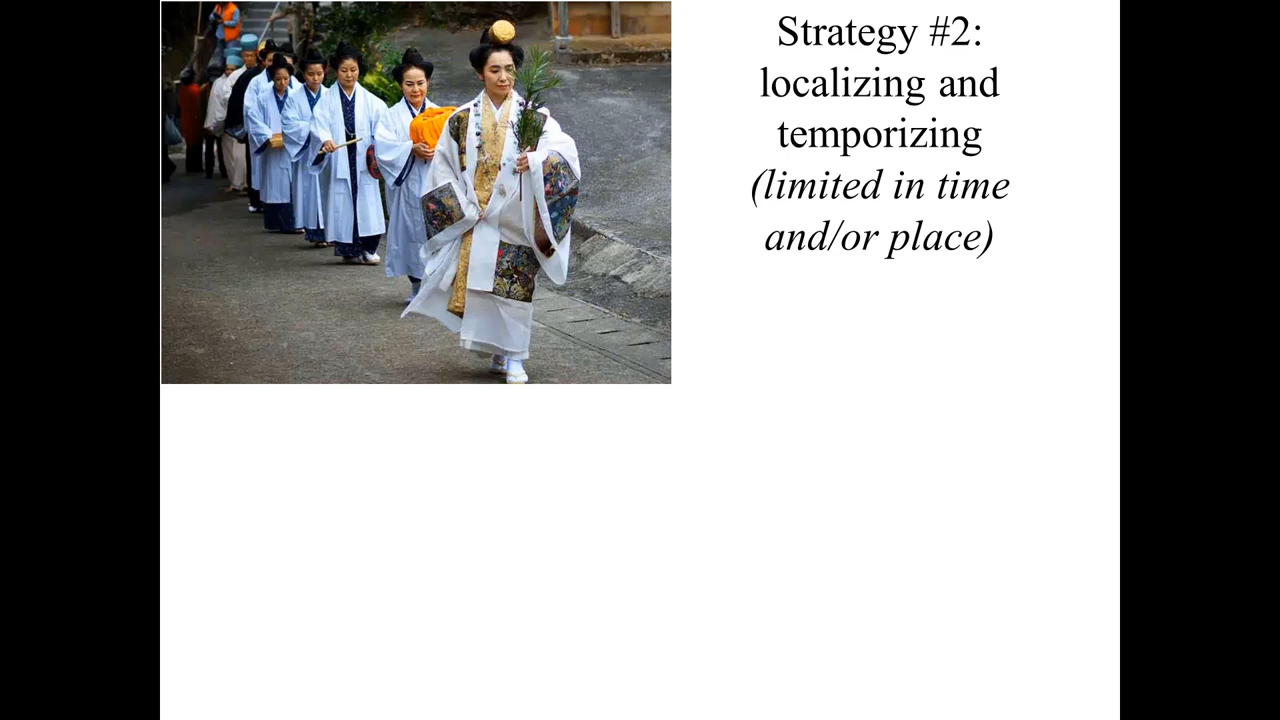 Strategy #2:
localizing and
temporizing
(limited in time
and/or place)